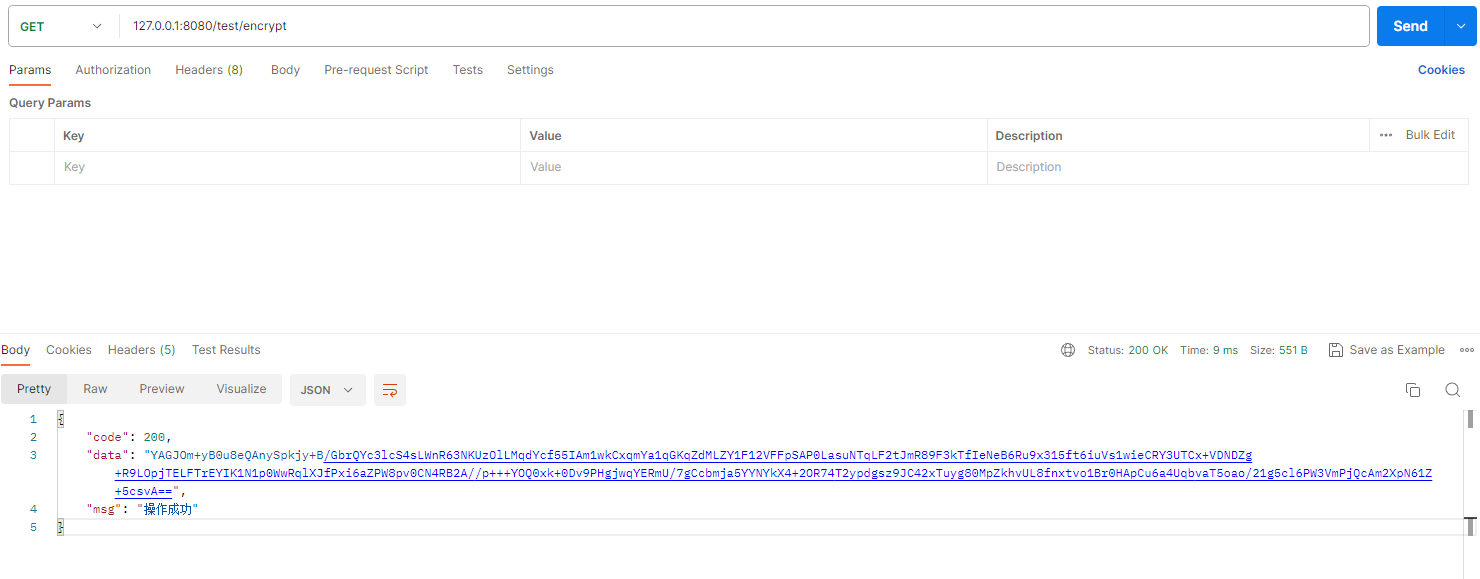 GET 127.0.0.1:8080/test/encrypt Send
Params Authorization Headers (8) Body Pre-request Script Tests Settings Cookies
Query Params
Key Value Description ••• Bulk Edit
Key Value Description
Body Cookies Headers (5) Test Results Status: 200 OK Time: 9 ms Size: 551 B Save as Example
Pretty Raw Preview Visualize JSON
1 {
2 "code": 200,
3 "data": "YAGJOm+yB0u8eQAnySpkjy+B/GbrQYc3lcS4sLWnR63NKUzOlLMqdYcf55IAm1wkCxqmYa1qGKqZdMLZY1F12VFFpSAP0LasuNTqLF2tJmR89F3kTfIeNeB6Ru9x315ft6iuVs1wieCRY3UTCx+VDNDZg
+R9LOpjTELFTrEYIK1N1p0WwRqlXJfPxi6aZPW8pv0CN4RB2A//p+++YOQ0xk+0Dv9PHgjwqYERmU/7gCcbmja5YYNYkX4+2OR74T2ypdgsz9JC42xTuyg80MpZkhvUL8fnxtvo1Br0HApCu6a4UqbvaT5oao/21g5cl6PW3VmPjQcAm2XpN61Z
+5csvA==",
4 "msg": "操作成功"
5 }